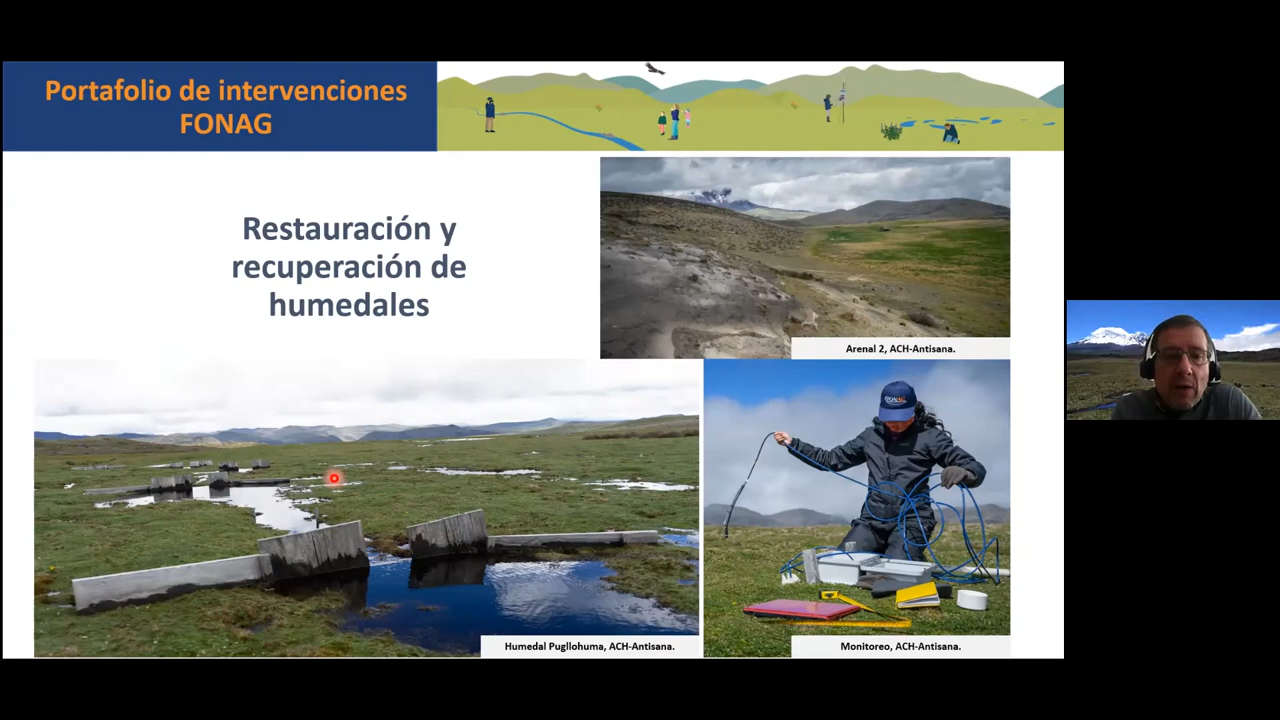 Portafolio de intervenciones
FONAG
Restauración y
recuperación de
humedales
Arenal 2, ACH-Antisana.
FONAG
Humedal Pugllohuma, ACH-Antisana.
Monitoreo, ACH-Antisana.